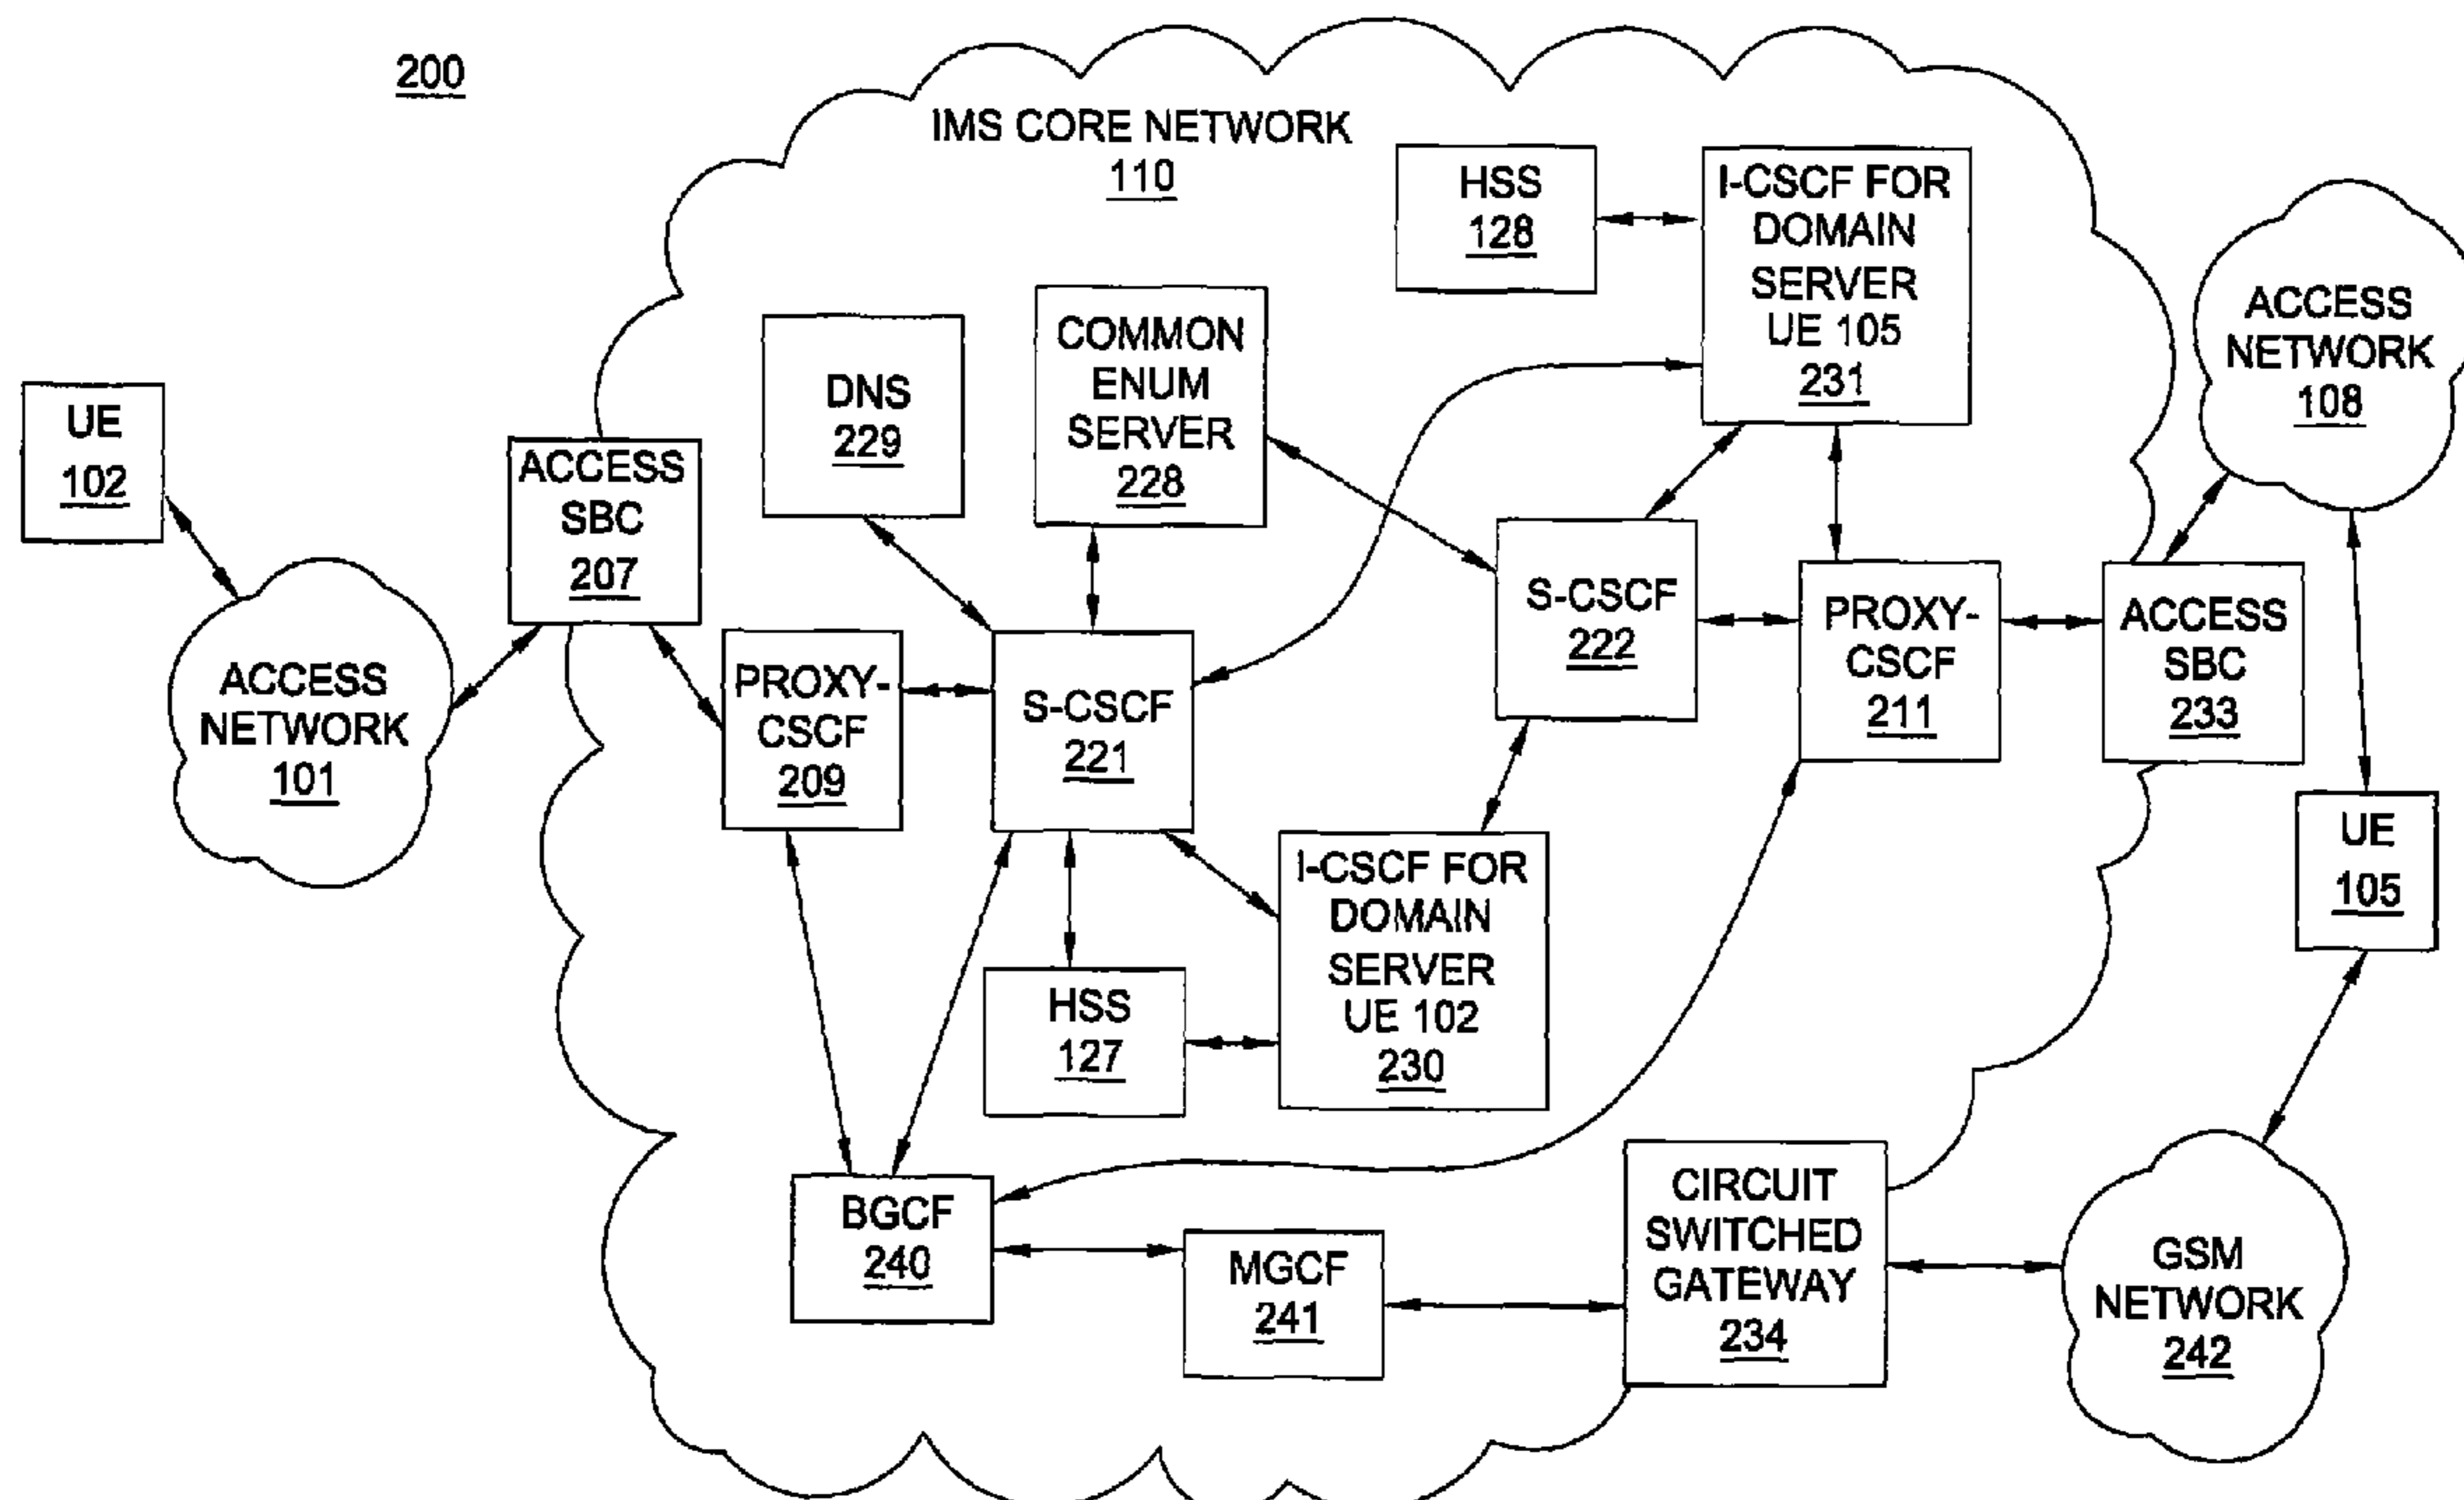 200
IMS CORE NETWORK
110
HSS
128
I-CSCF FOR
DOMAIN
SERVER
UE 105
231
ACCESS
NETWORK
108
COMMON
ENUM
SERVER
228
DNS
229
UE
102
ACCESS
SBC
207
S-CSCF
222
PROXY-
CSCF
211
ACCESS
SBC
233
ACCESS
NETWORK
101
PROXY-
CSCF
209
S-CSCF
221
UE
105
I-CSCF FOR
DOMAIN
SERVER
UE 102
230
HSS
127
BGCF
240
MGCF
241
CIRCUIT
SWITCHED
GATEWAY
234
GSM
NETWORK
242